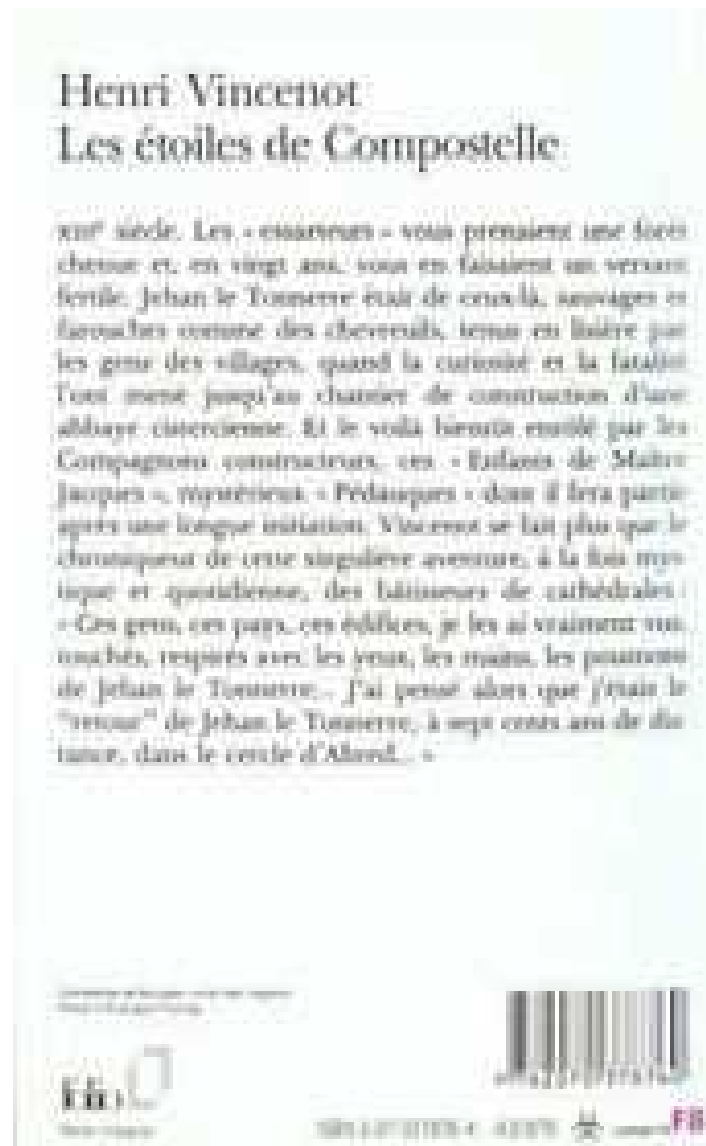 Henri Vincenot
Les étoiles de Compostelle
XIIIe siècle. Les « essarteurs » vous prenaient une forêt
chenue et, en vingt ans, vous en faisaient un versant
fertile. Jehan le Tonnerre était de ceux-là, sauvages et
farouches comme des chevreuils, tenus en lisière par
les gens des villages, quand la curiosité et la fatalité
l'ont mené jusqu'au chantier de construction d'une
abbaye cistercienne. Et le voilà bientôt enrôlé par les
Compagnons constructeurs, ces « Enfants de Maître
Jacques », mystérieux « Pédauques » dont il fera partie
après une longue initiation. Vincenot se fait plus que le
chroniqueur de cette singulière aventure, à la fois mys-
tique et quotidienne, des bâtisseurs de cathédrales :
« Ces gens, ces pays, ces édifices, je les ai vraiment vus,
touchés, respirés avec les yeux, les mains, les poumons
de Jehan le Tonnerre... J'ai pensé alors que j'étais le
"retour" de Jehan le Tonnerre, à sept cents ans de dis-
tance, dans le cercle d'Abred... »
folio
F8